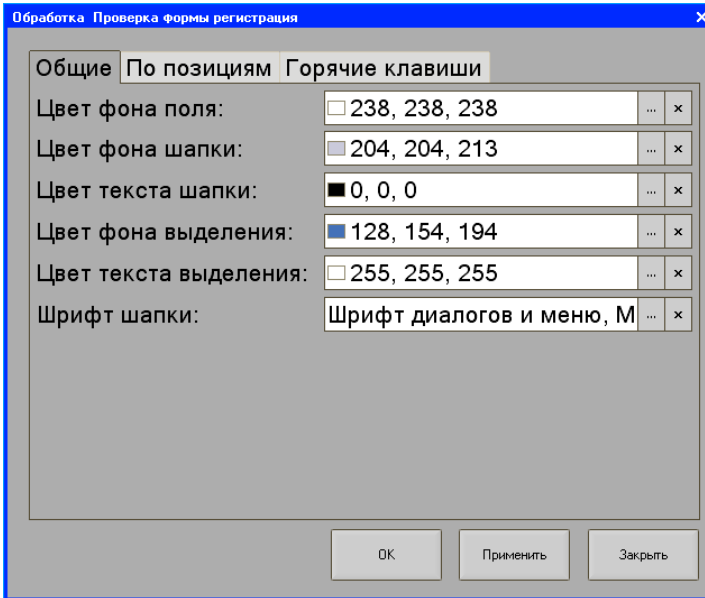 Обработка Проверка формы регистрация
Общие По позициям Горячие клавиши
Цвет фона поля: 238, 238, 238 ... ×
Цвет фона шапки: 204, 204, 213 ... ×
Цвет текста шапки: 0, 0, 0 ... ×
Цвет фона выделения: 128, 154, 194 ... ×
Цвет текста выделения: 255, 255, 255 ... ×
Шрифт шапки: Шрифт диалогов и меню, М ... ×
OK Применить Закрыть